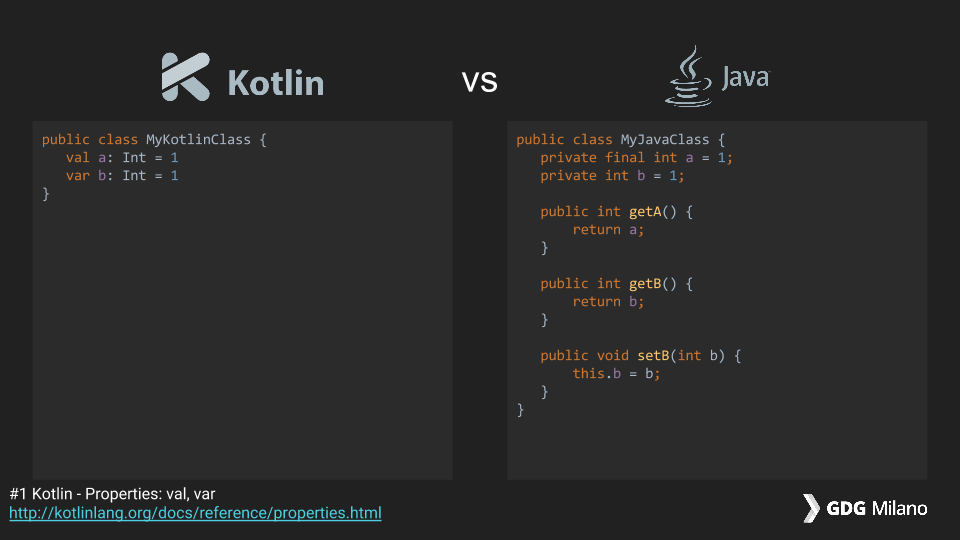 Kotlin
vs
Java
public class MyKotlinClass {
   val a: Int = 1
   var b: Int = 1
}
public class MyJavaClass {
   private final int a = 1;
   private int b = 1;
   public int getA() {
       return a;
   }
   public int getB() {
       return b;
   }
   public void setB(int b) {
       this.b = b;
   }
}
#1 Kotlin - Properties: val, var
http://kotlinlang.org/docs/reference/properties.html
GDG Milano